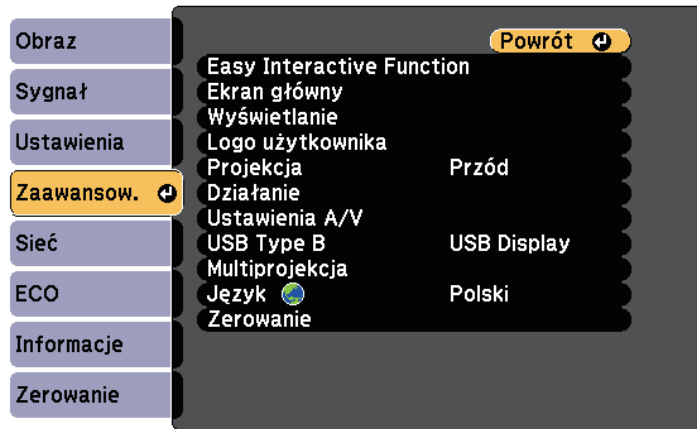 Obraz
Sygnał
Ustawienia
Zaawansow.
Sieć
ECO
Informacje
Zerowanie
Powrót
Easy Interactive Function
Ekran główny
Wyświetlanie
Logo użytkownika
Projekcja Przód
Działanie
Ustawienia A/V
USB Type B USB Display
Multiprojekcja
Język Polski
Zerowanie